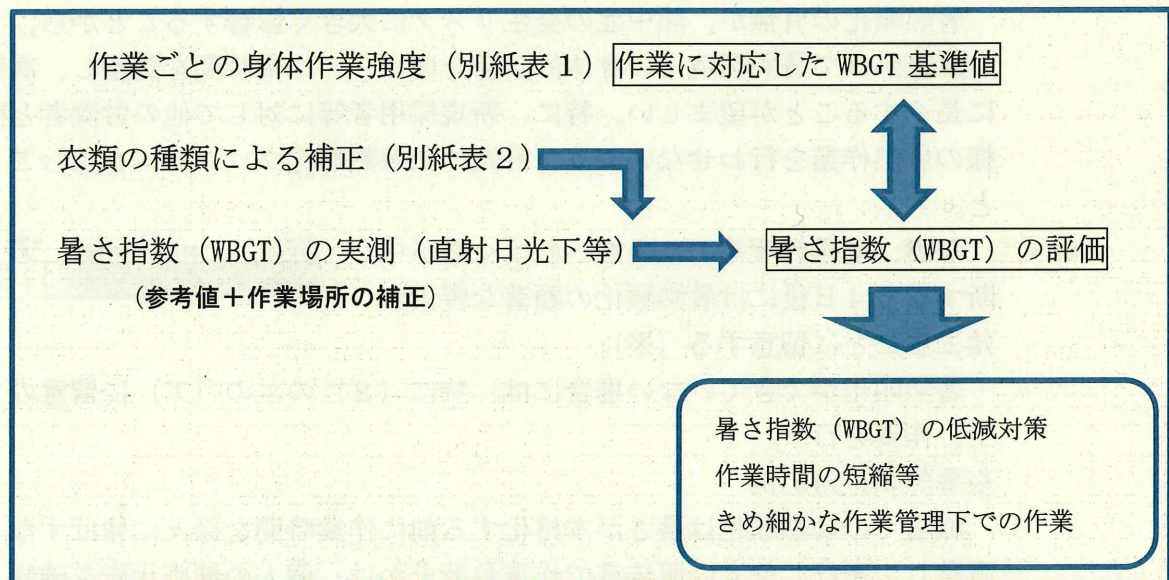 作業ごとの身体作業強度（別紙表１）作業に対応した WBGT 基準値
衣類の種類による補正（別紙表２）
暑さ指数（WBGT）の実測（直射日光下等）
暑さ指数（WBGT）の評価
（参考値＋作業場所の補正）
暑さ指数（WBGT）の低減対策
作業時間の短縮等
きめ細かな作業管理下での作業